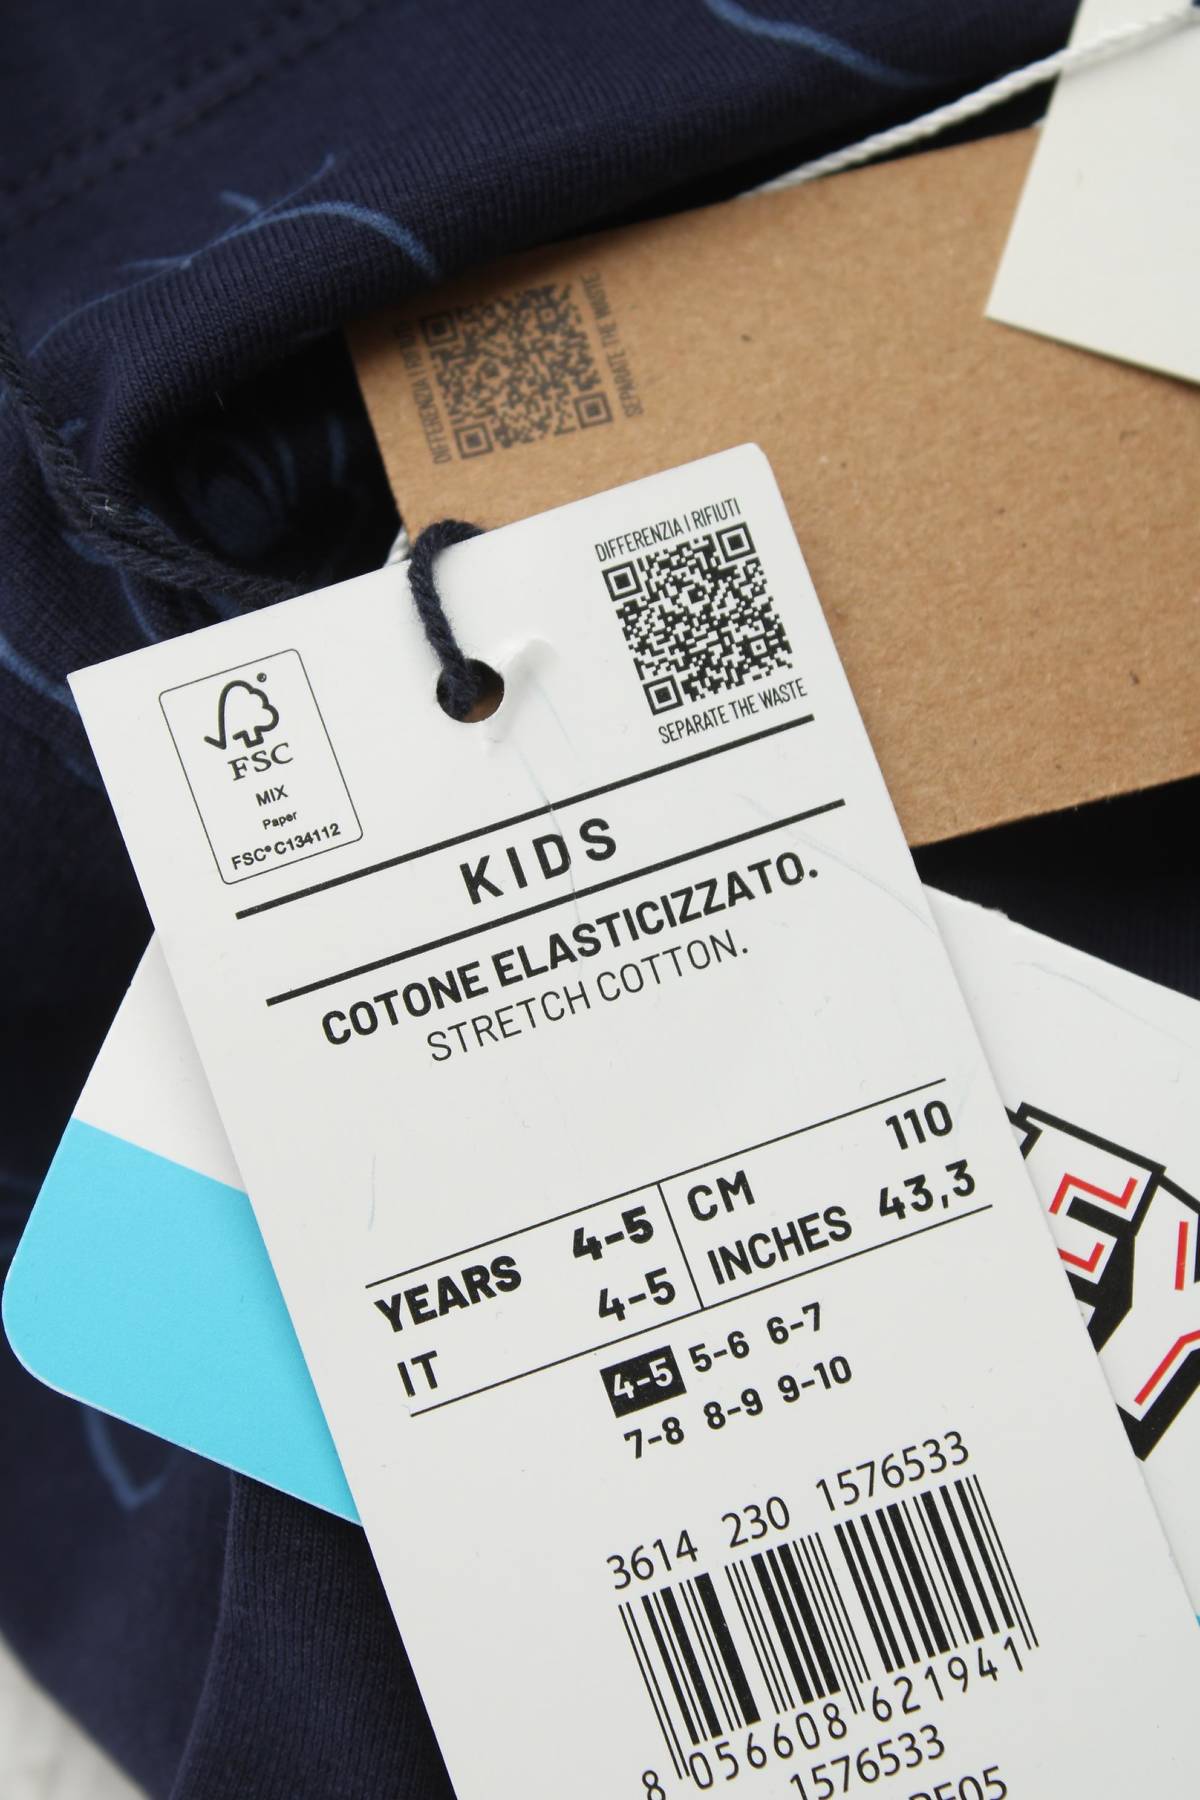 DIFFERENZIA I RIFIUTI
SEPARATE THE WASTE
DIFFERENZIA I RIFIUTI
SEPARATE THE WASTE
FSC
MIX
Paper
FSC® C134112
KIDS
COTONE ELASTICIZZATO.
STRETCH COTTON.
YEARS 4-5 CM 110
IT 4-5 INCHES 43,3
4-5 5-6 6-7
7-8 8-9 9-10
3614 230 1576533
8 056608 621941
1576533